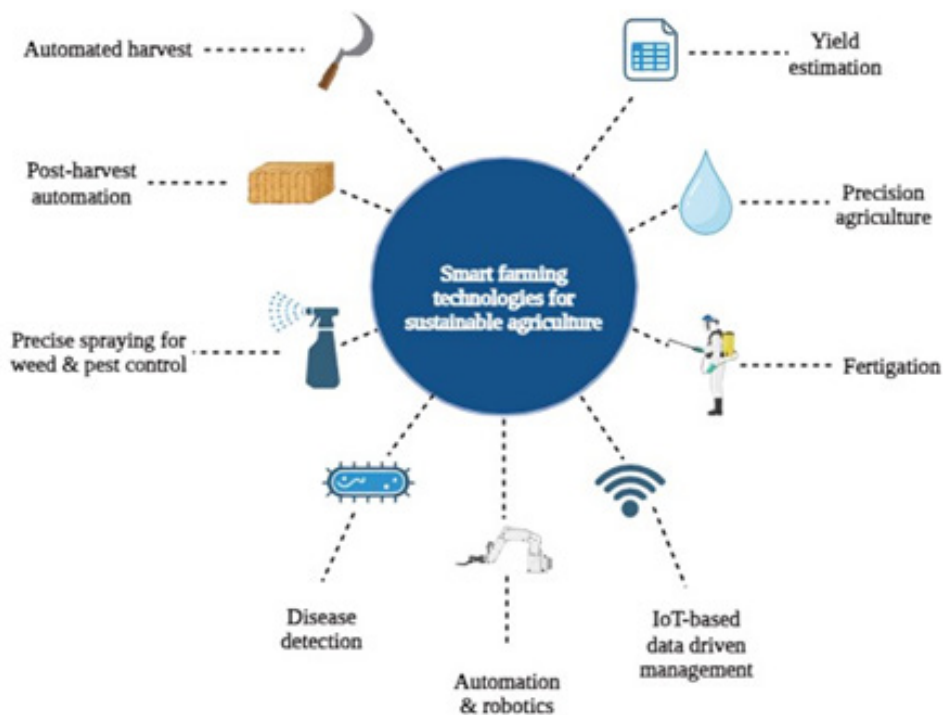 Automated harvest
Yield
estimation
Post-harvest
automation
Precision
agriculture
Smart farming
technologies for
sustainable agriculture
Precise spraying for
weed & pest control
Fertigation
Disease
detection
IoT-based
data driven
management
Automation
& robotics